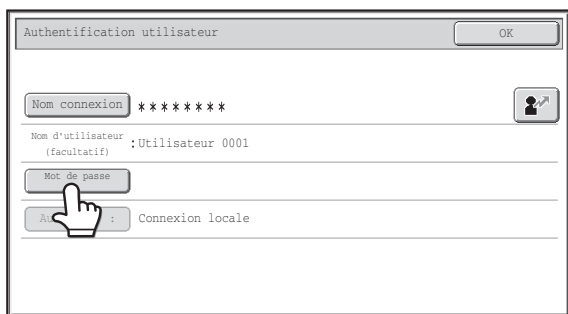 Authentification utilisateur
OK
Nom connexion ********
Nom d'utilisateur
(facultatif)
:Utilisateur 0001
Mot de passe
: Connexion locale